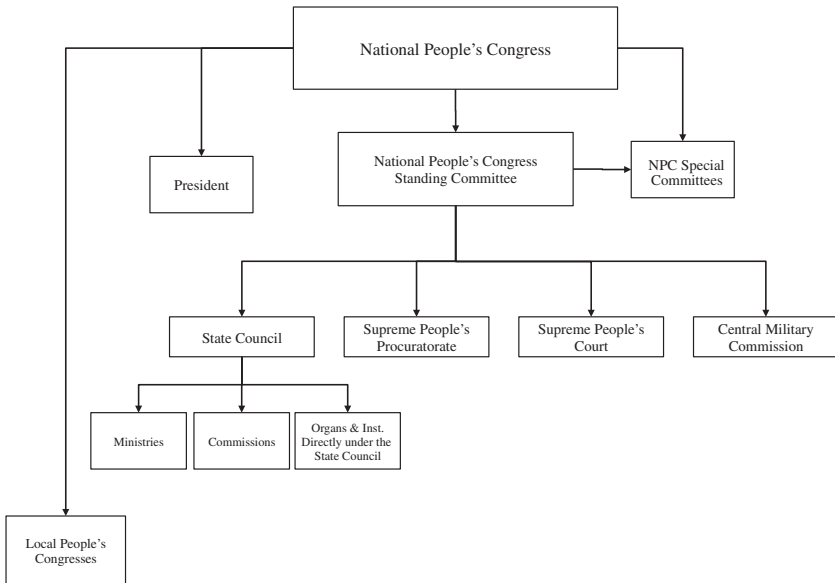 National People’s Congress
National People’s Congress
Standing Committee
NPC Special
Committees
President
State Council
Supreme People’s
Procuratorate
Supreme People’s
Court
Central Military
Commission
Ministries
Commissions
Organs & Inst.
Directly under the
State Council
Local People’s
Congresses